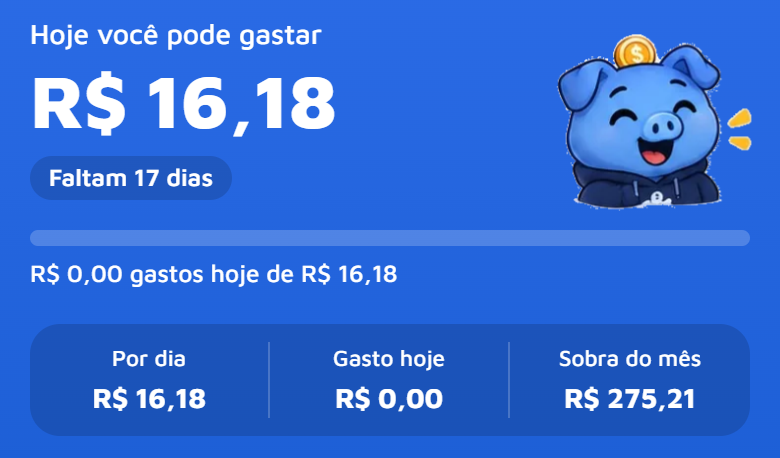 Hoje você pode gastar
R$ 16,18
$
Faltam 17 dias
R$ 0,00 gastos hoje de R$ 16,18
Por dia
R$ 16,18
Gasto hoje
R$ 0,00
Sobra do mês
R$ 275,21